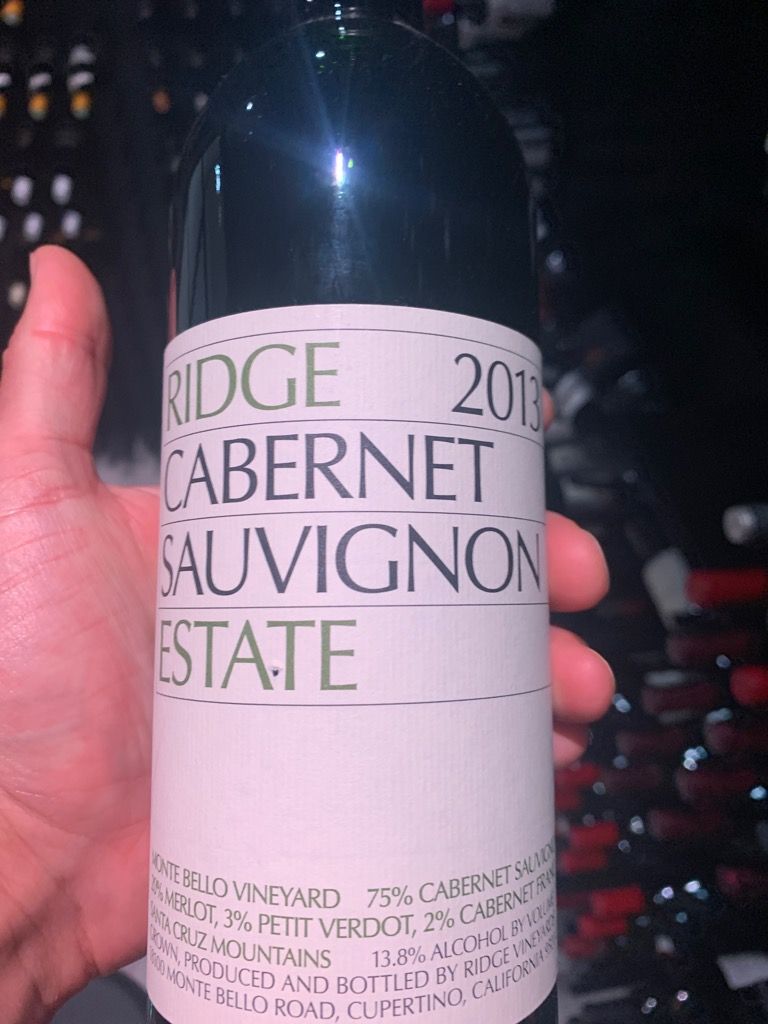 RIDGE 2013
CABERNET
SAUVIGNON
ESTATE
MONTE BELLO VINEYARD 75% CABERNET
MERLOT, 3% PETIT VERDOT, 2% CABERNET
SANTA CRUZ MOUNTAINS 13.8% ALCOHOL BY
PRODUCED AND BOTTLED BY RIDGE
MONTE BELLO ROAD, CUPERTINO, CALIFORNIA